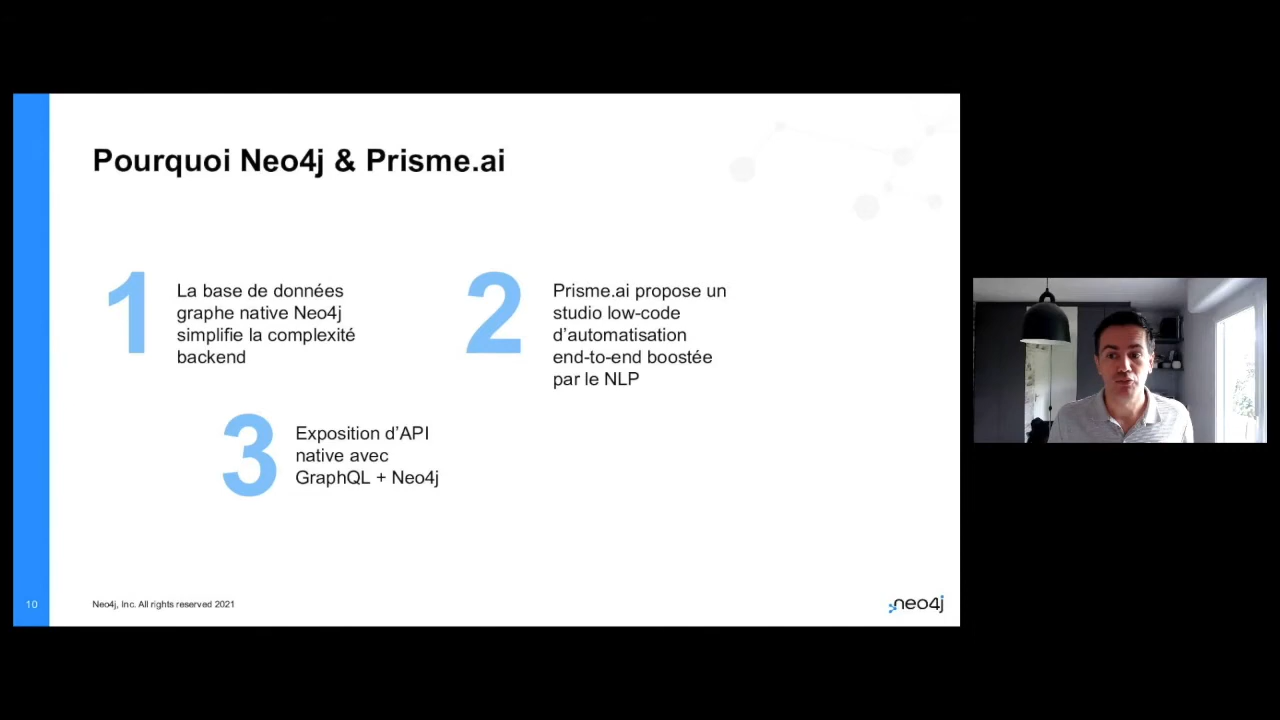 Pourquoi Neo4j & Prisme.ai
1
La base de données
graphe native Neo4j
simplifie la complexité
backend
2
Prisme.ai propose un
studio low-code
d’automatisation
end-to-end boostée
par le NLP
3
Exposition d’API
native avec
GraphQL + Neo4j
10
Neo4j, Inc. All rights reserved 2021
neo4j